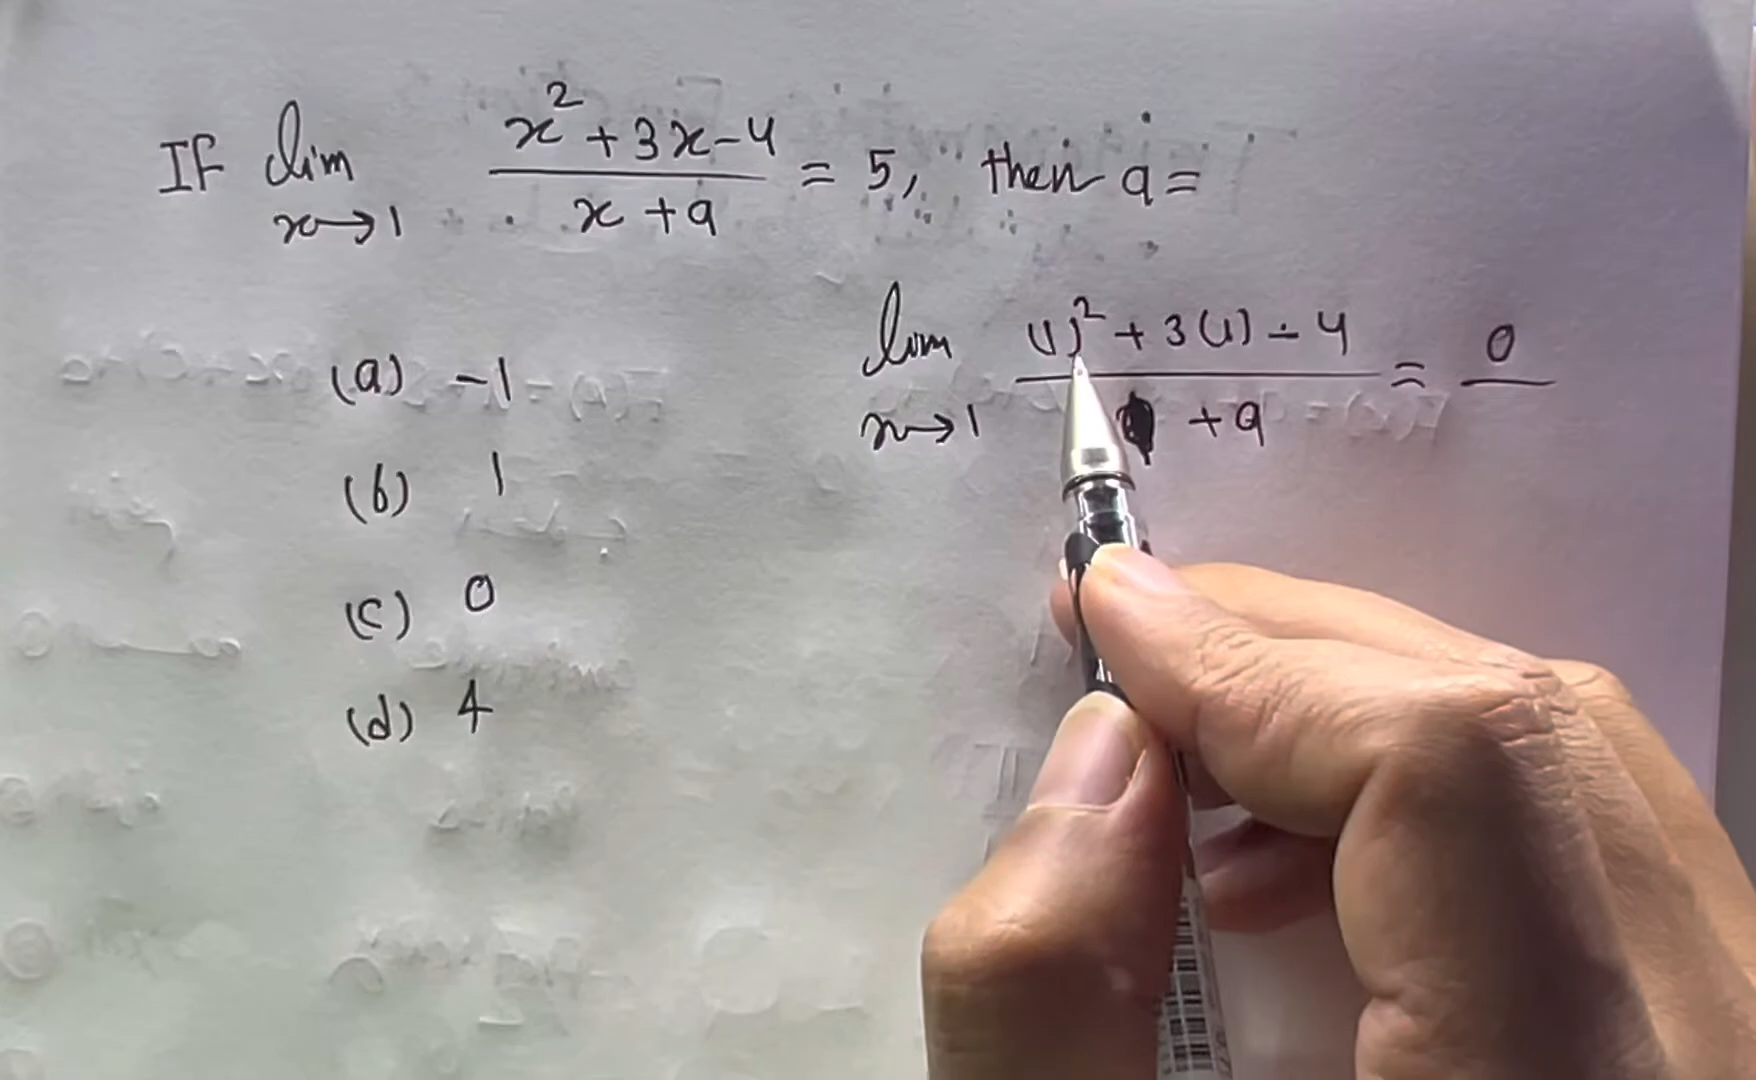 If lim x→1 (x² + 3x - 4)/(x + a) = 5, then a =
lim x→1 ((1)² + 3(1) - 4)/( + a) = 0/
(a) -1
(b) 1
(c) 0
(d) 4